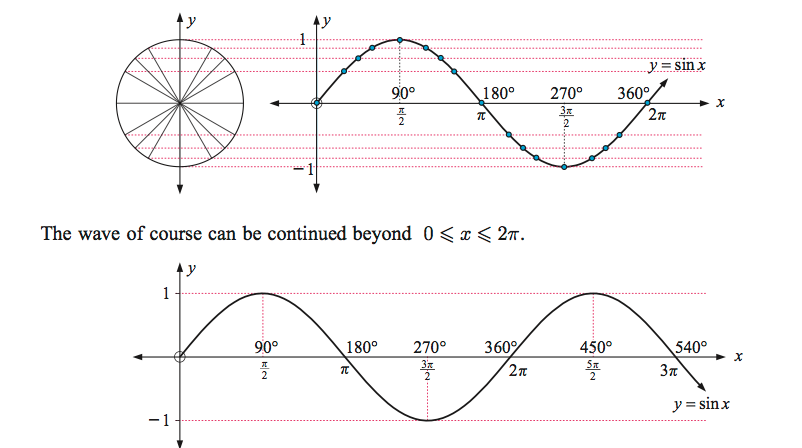 y
y
1
y = sin x
90° 180° 270° 360° x
π/2 π 3π/2 2π
−1
The wave of course can be continued beyond 0 ⩽ x ⩽ 2π.
y
1
90° 180° 270° 360° 450° 540° x
π/2 π 3π/2 2π 5π/2 3π
y = sin x
−1